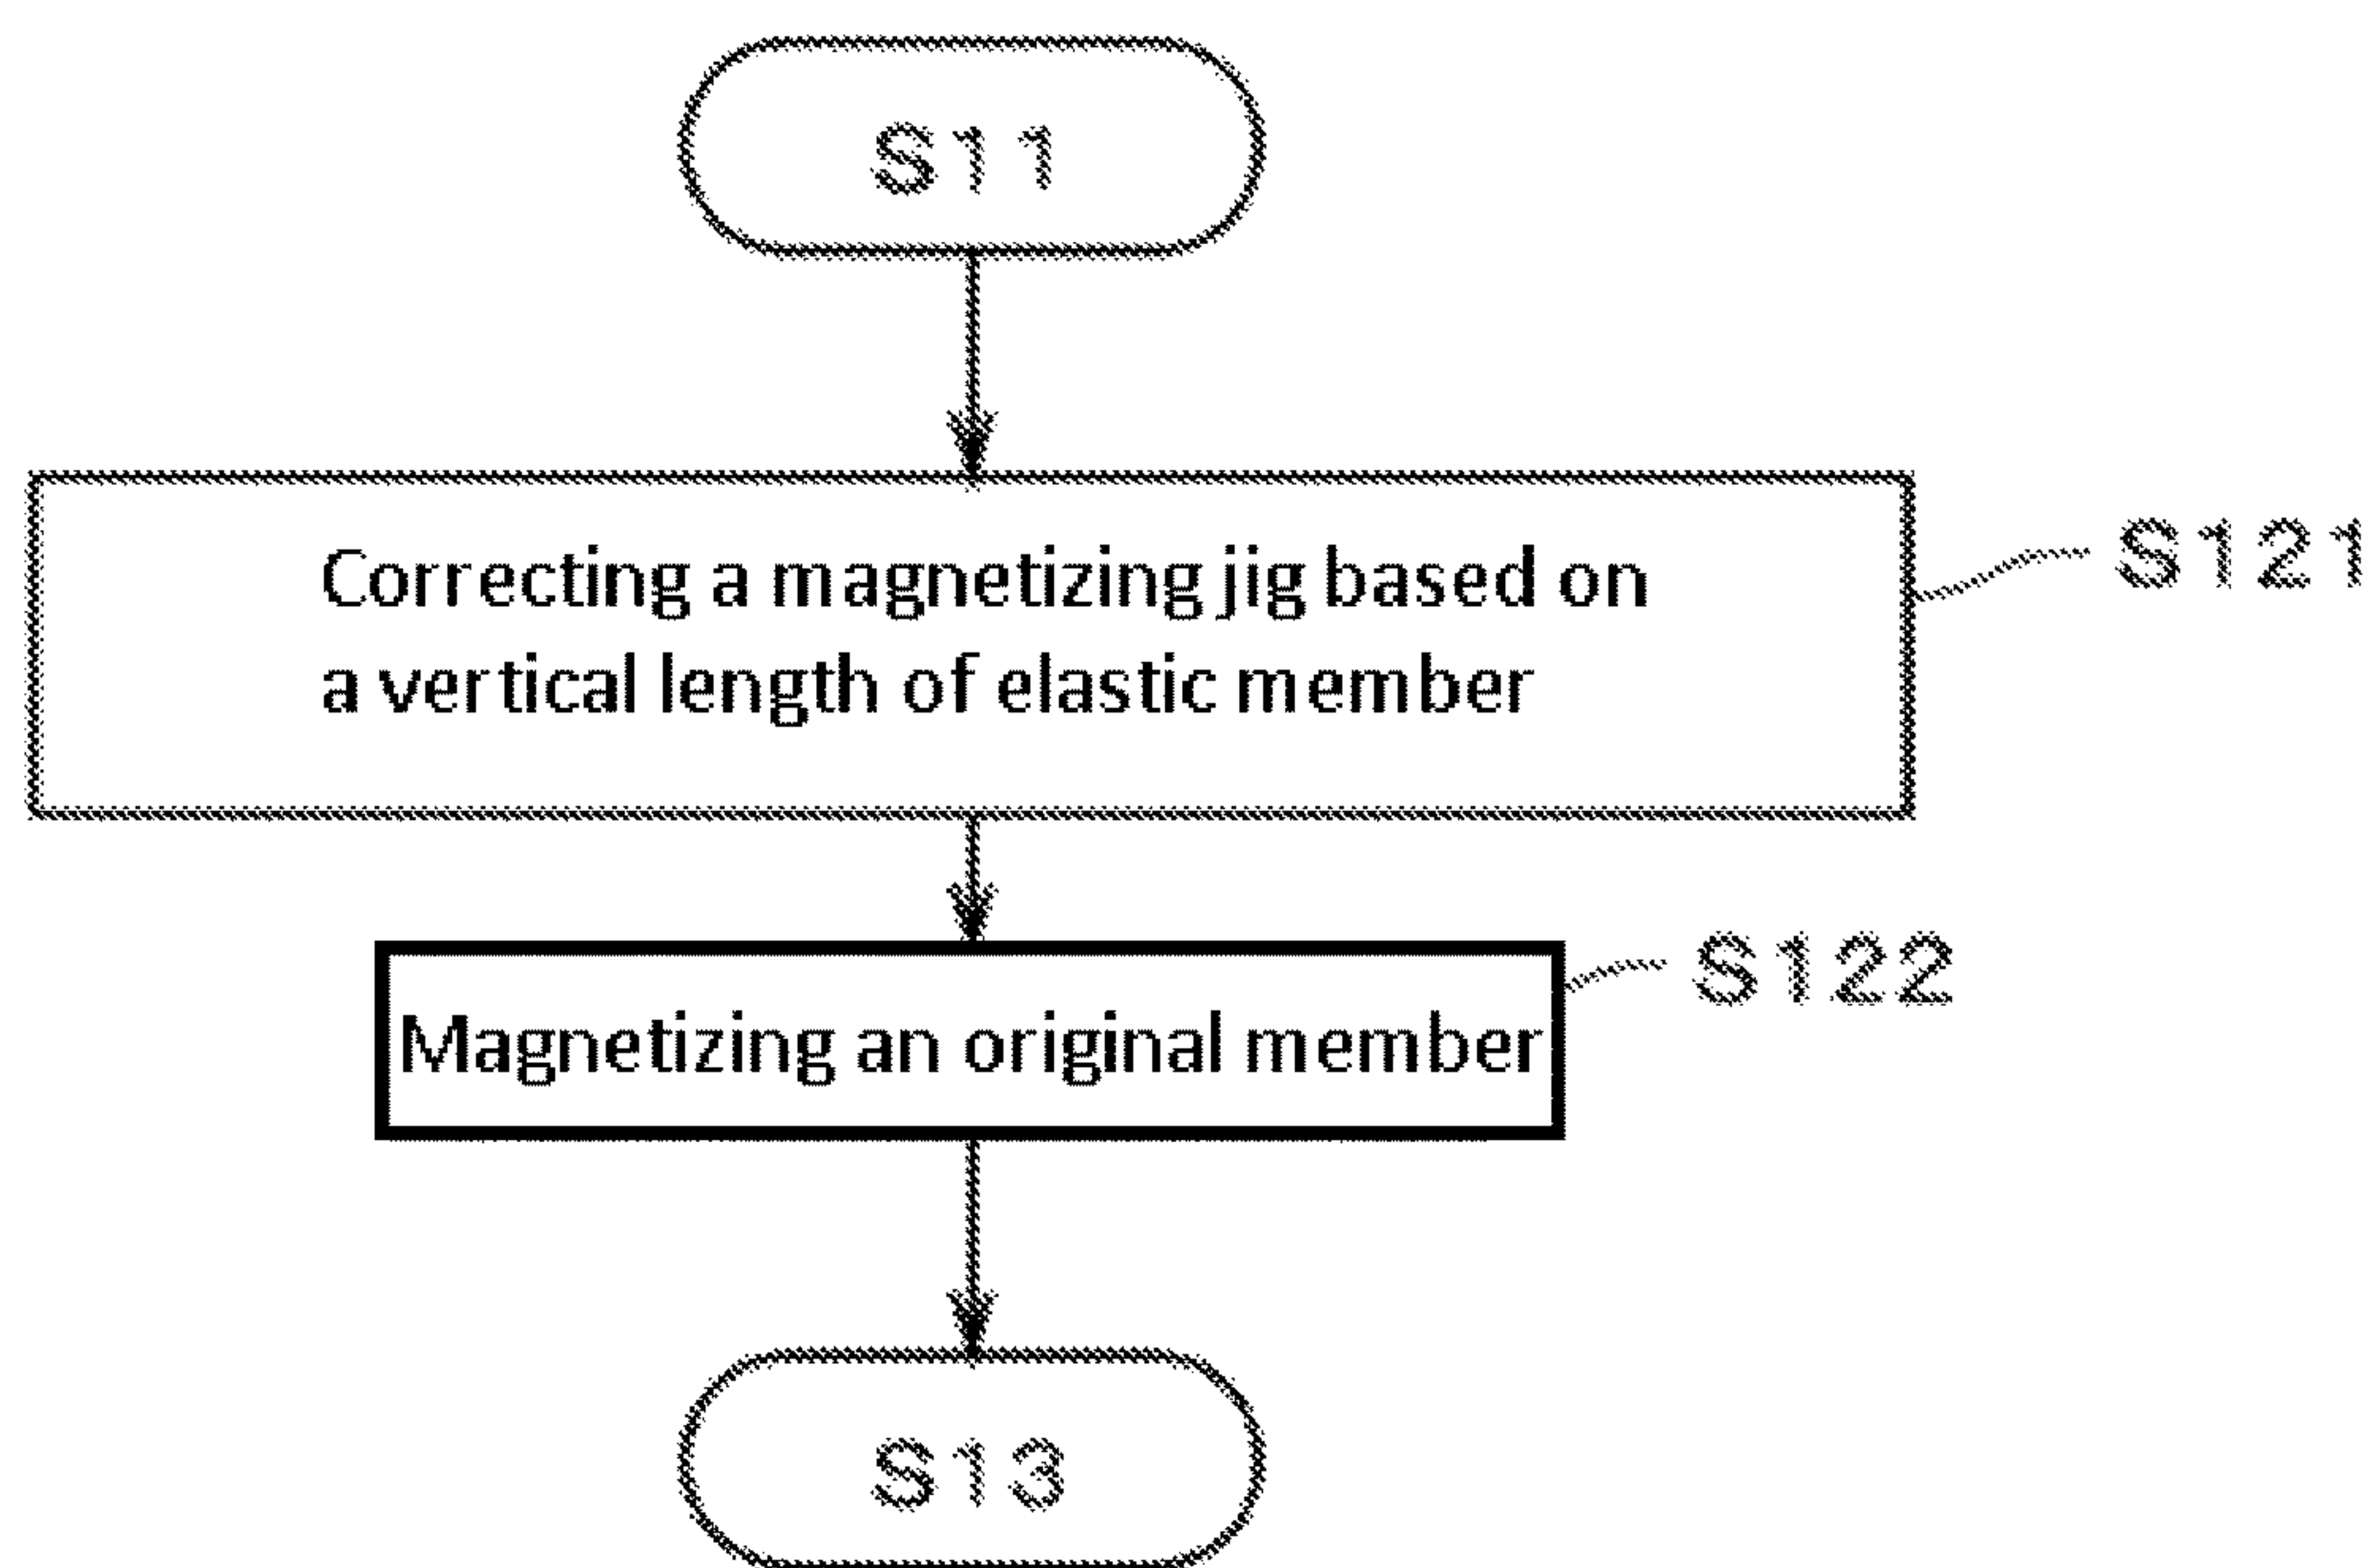 S11
Correcting a magnetizing jig based on
a vertical length of elastic member
S121
Magnetizing an original member
S122
S13